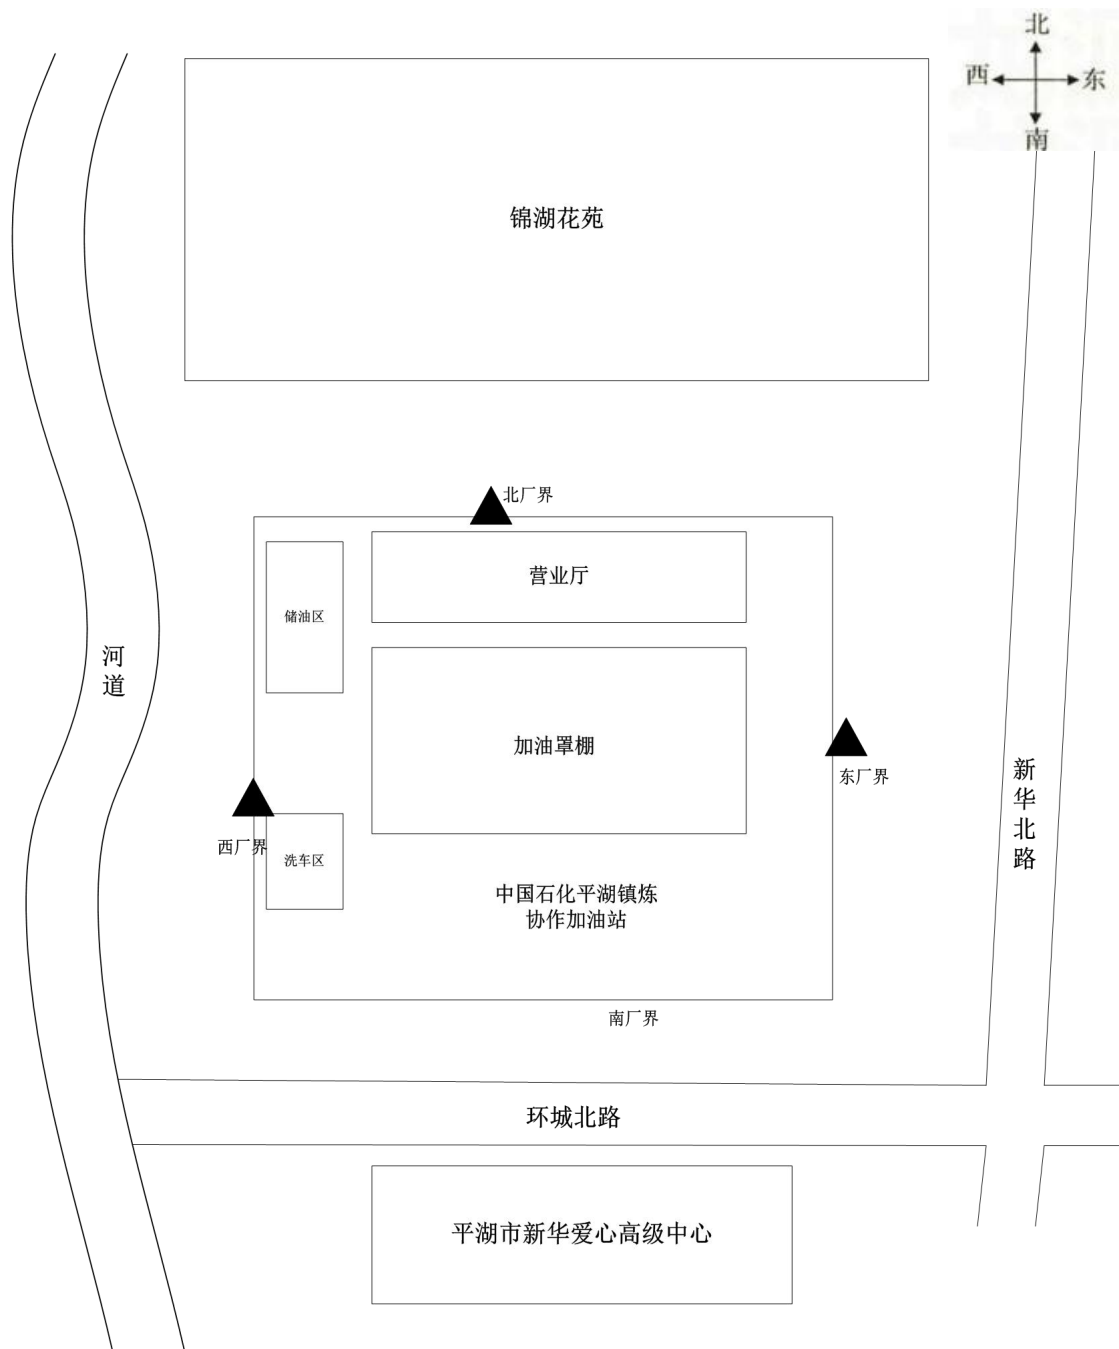 北
西
东
南
锦湖花苑
北厂界
营业厅
储油区
河道
加油罩棚
东厂界
新华北路
西厂界
洗车区
中国石化平湖镇炼
协作加油站
南厂界
环城北路
平湖市新华爱心高级中心